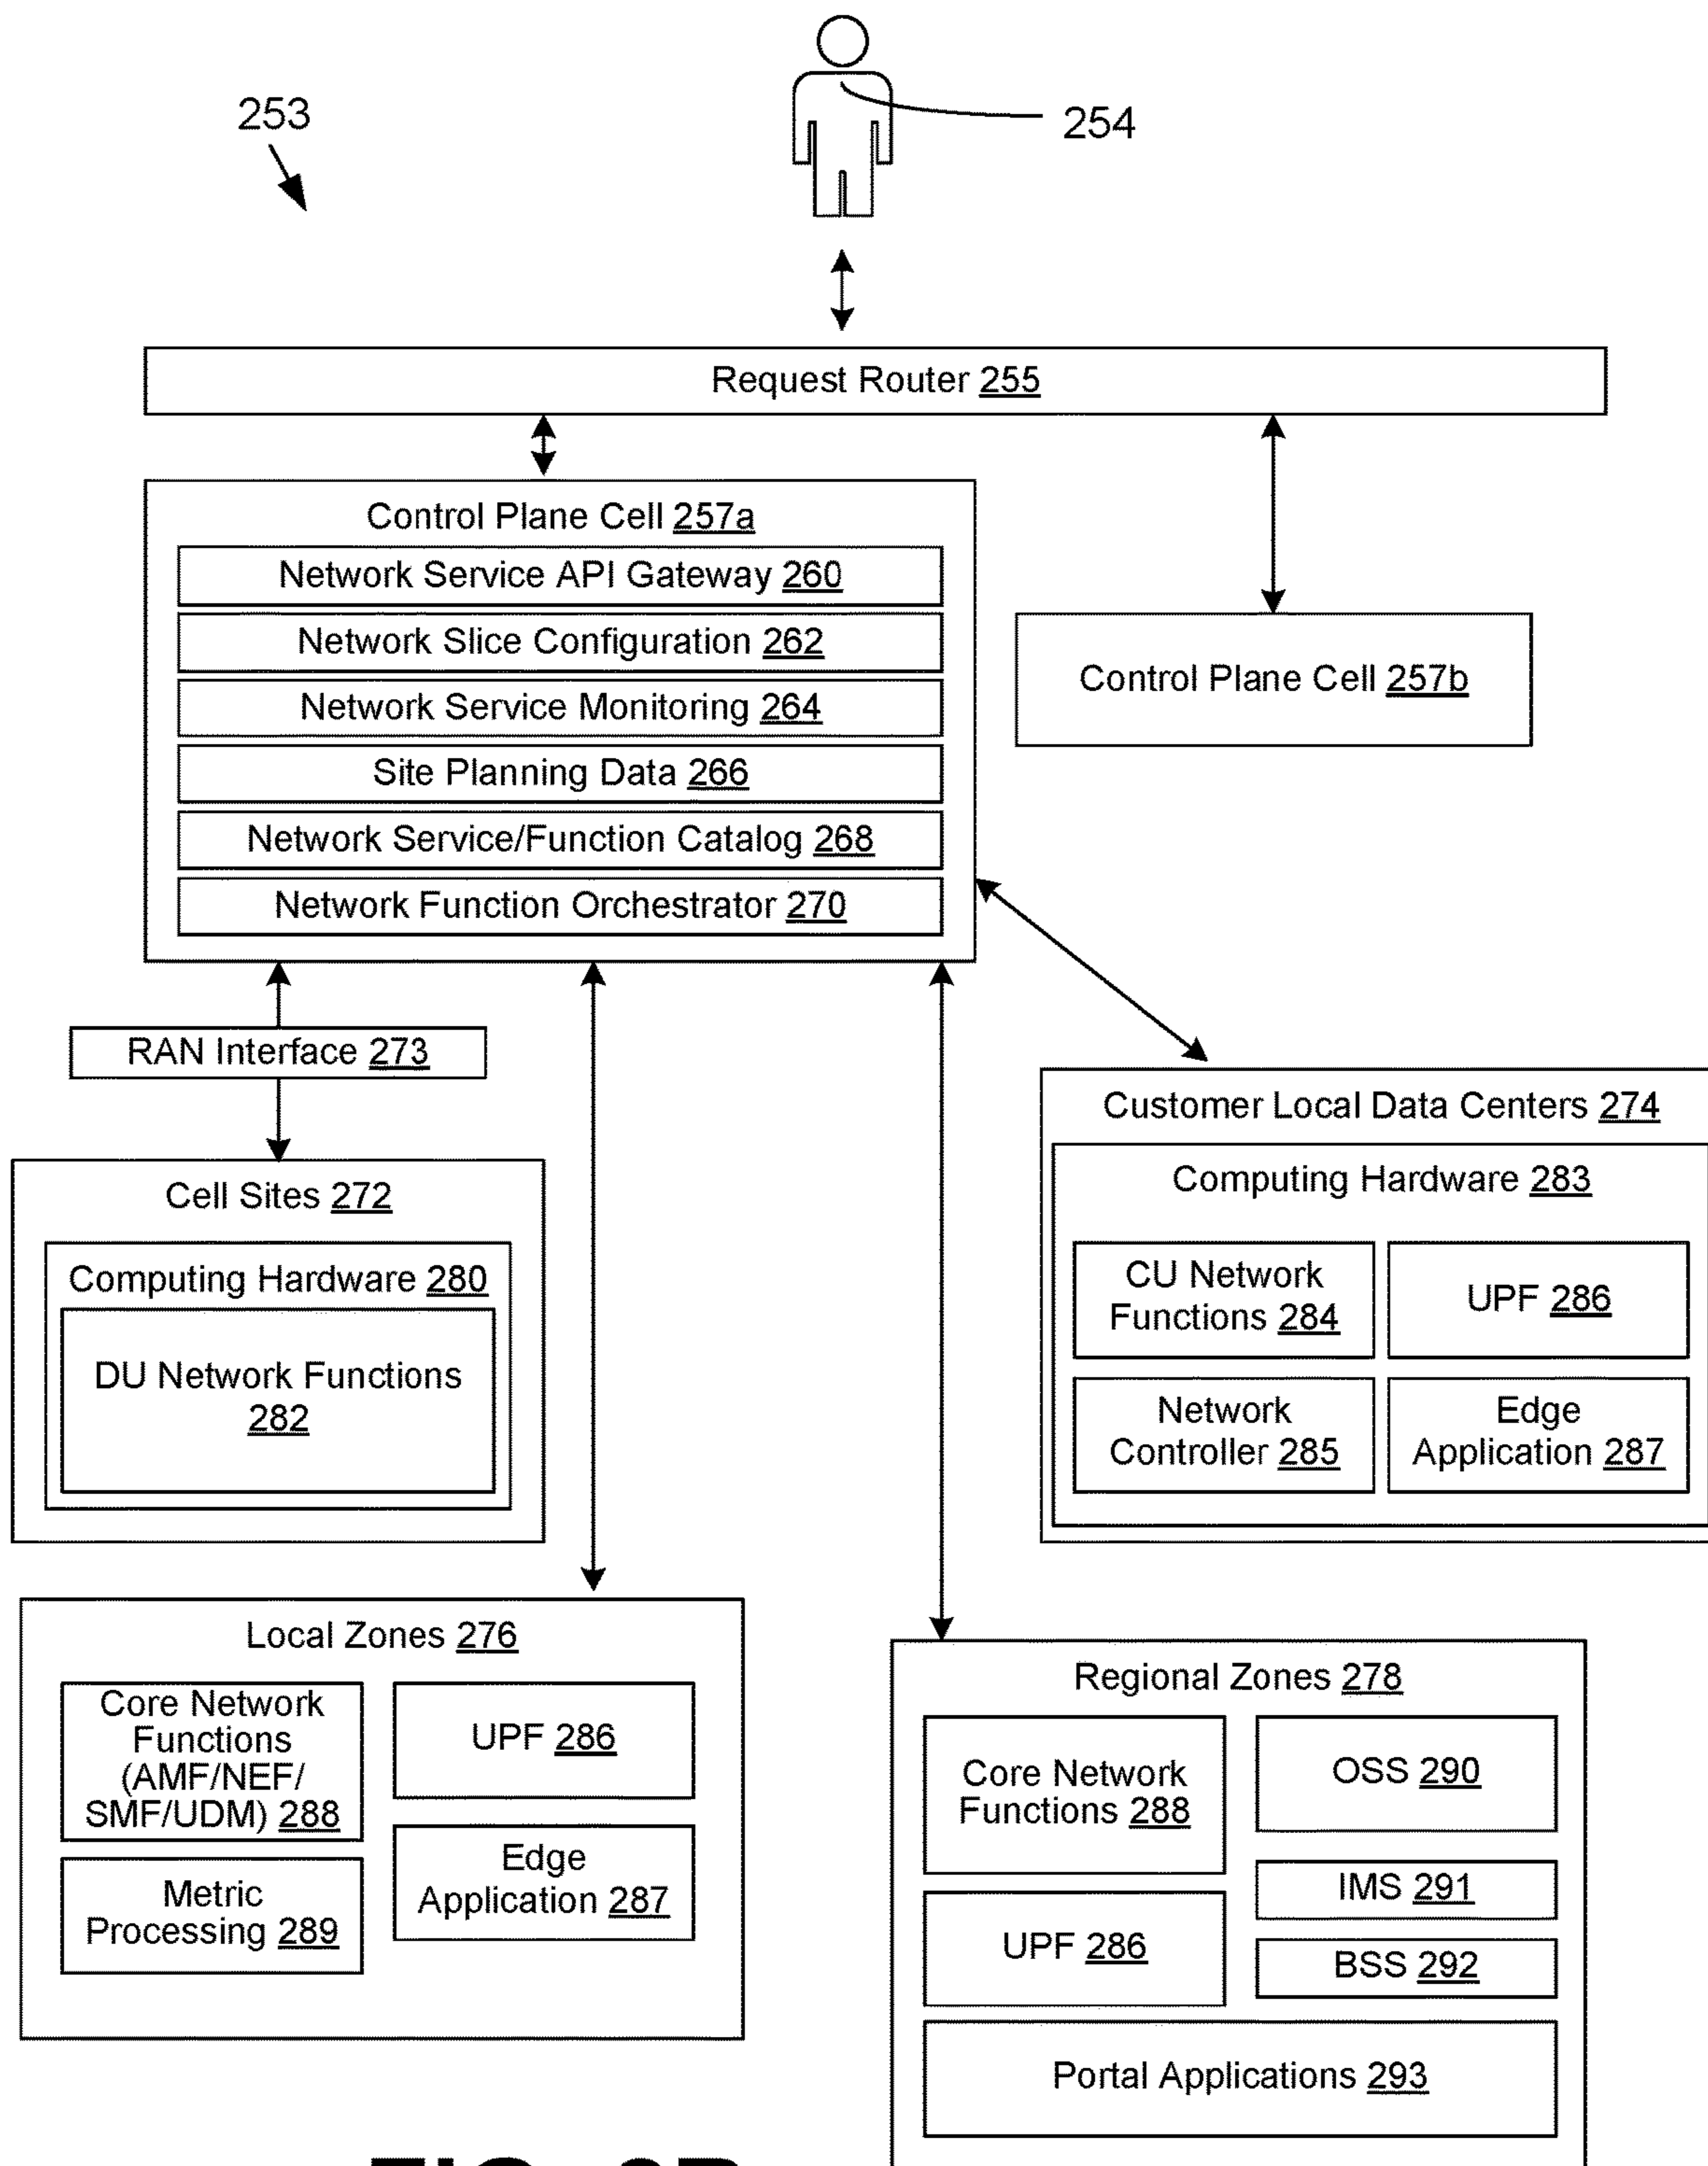 253
254
Request Router 255
Control Plane Cell 257a
Network Service API Gateway 260
Network Slice Configuration 262
Network Service Monitoring 264
Site Planning Data 266
Network Service/Function Catalog 268
Network Function Orchestrator 270
Control Plane Cell 257b
RAN Interface 273
Cell Sites 272
Computing Hardware 280
DU Network Functions
282
Customer Local Data Centers 274
Computing Hardware 283
CU Network
Functions 284
UPF 286
Network
Controller 285
Edge
Application 287
Local Zones 276
Core Network
Functions
(AMF/NEF/
SMF/UDM) 288
UPF 286
Metric
Processing 289
Edge
Application 287
Regional Zones 278
Core Network
Functions 288
OSS 290
IMS 291
UPF 286
BSS 292
Portal Applications 293